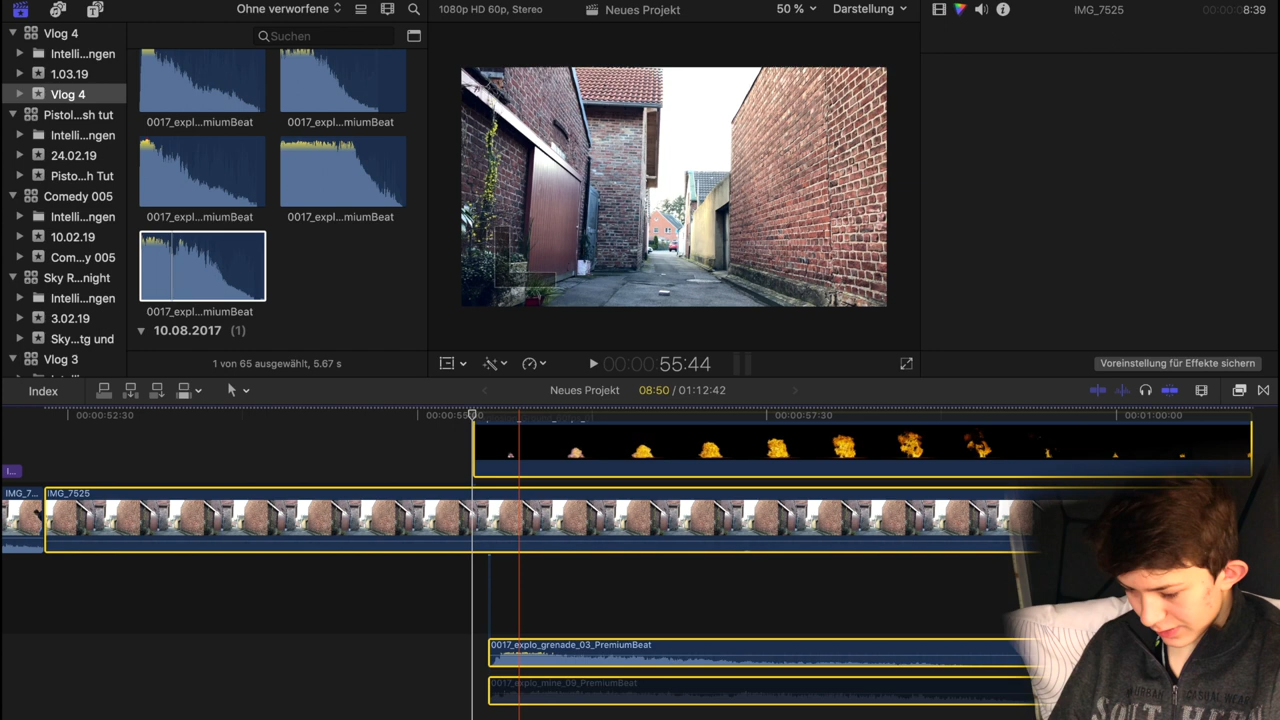 Ohne verworfene
1080p HD 60p, Stereo
Neues Projekt
50 %
Darstellung
IMG_7525
00:00:08:39
Vlog 4
Intelli...ngen
1.03.19
Vlog 4
Pistol...sh tut
Intelli...ngen
24.02.19
Pisto...h Tut
Comedy 005
Intelli...ngen
10.02.19
Com...y 005
Sky R...night
Intelli...ngen
3.02.19
Sky...tg und
Vlog 3
Suchen
0017_expl...miumBeat
0017_expl...miumBeat
0017_expl...miumBeat
0017_expl...miumBeat
0017_expl...miumBeat
10.08.2017 (1)
1 von 65 ausgewählt, 5.67 s
00:00:55:44
Voreinstellung für Effekte sichern
Index
Neues Projekt
08:50 / 01:12:42
00:00:52:30
00:00:57:30
00:01:00:00
I...
IMG_7...
IMG_7525
0017_explo_grenade_03_PremiumBeat
0017_explo_mine_09_PremiumBeat
URBAN CASUAL WEAR